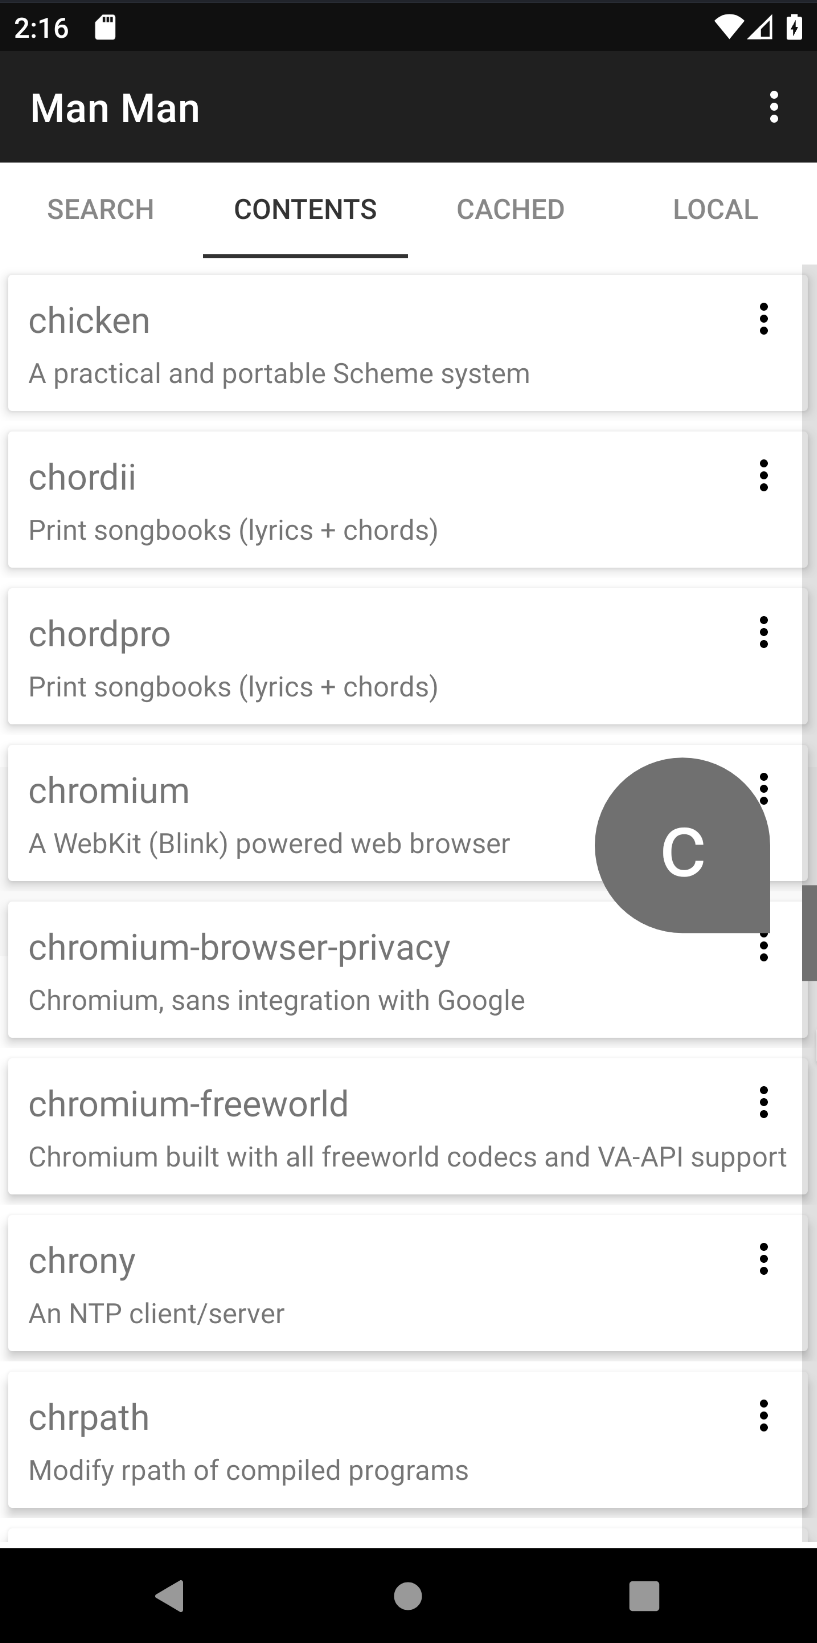 2:16
Man Man
SEARCH CONTENTS CACHED LOCAL
chicken
A practical and portable Scheme system
chordii
Print songbooks (lyrics + chords)
chordpro
Print songbooks (lyrics + chords)
chromium
A WebKit (Blink) powered web browser
C
chromium-browser-privacy
Chromium, sans integration with Google
chromium-freeworld
Chromium built with all freeworld codecs and VA-API support
chrony
An NTP client/server
chrpath
Modify rpath of compiled programs